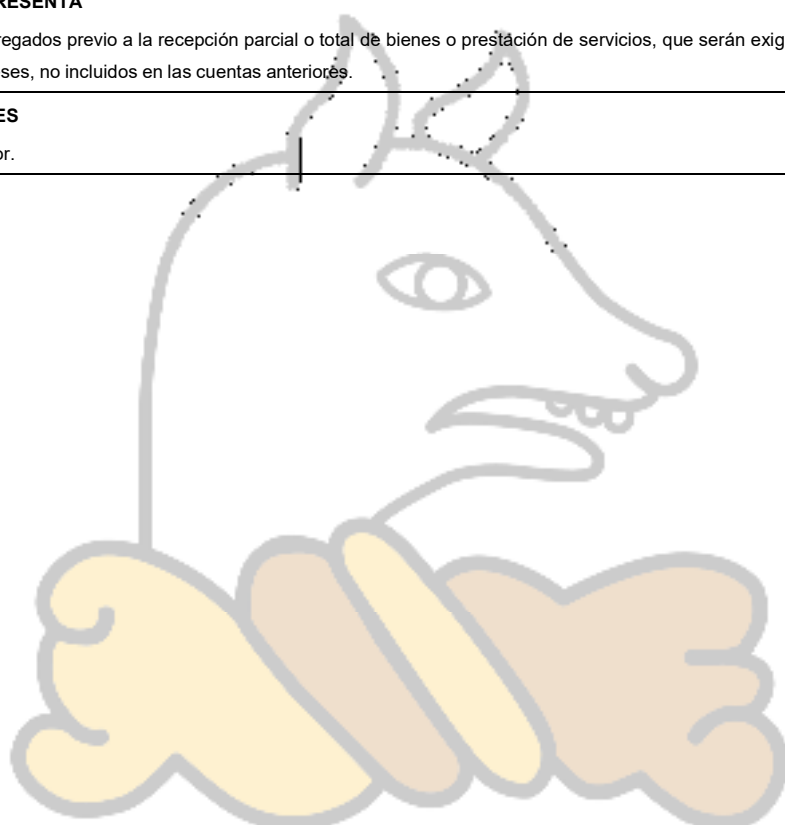 RESENTA
regados previo a la recepción parcial o total de bienes o prestación de servicios, que serán exig
ses, no incluidos en las cuentas anteriores.
ES
or.